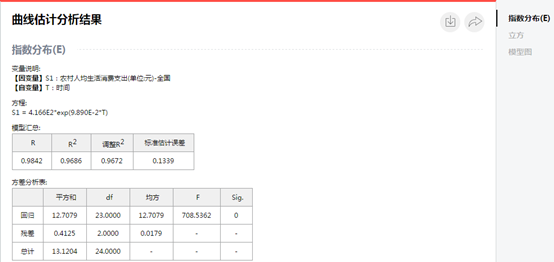 曲线估计分析结果
指数分布(E)
变量说明:
【因变量】S1：农村人均生活消费支出(单位:元)-全国
【自变量】T：时间
方程:
S1 = 4.166E2*exp(9.890E-2*T)
模型汇总:
R R2 调整R2 标准估计误差
0.9842 0.9686 0.9672 0.1339
方差分析表:
平方和 df 均方 F Sig.
回归 12.7079 23.0000 12.7079 708.5362 0
残差 0.4125 2.0000 0.0179 - -
总计 13.1204 24.0000 - - -
指数分布(E)
立方
模型图